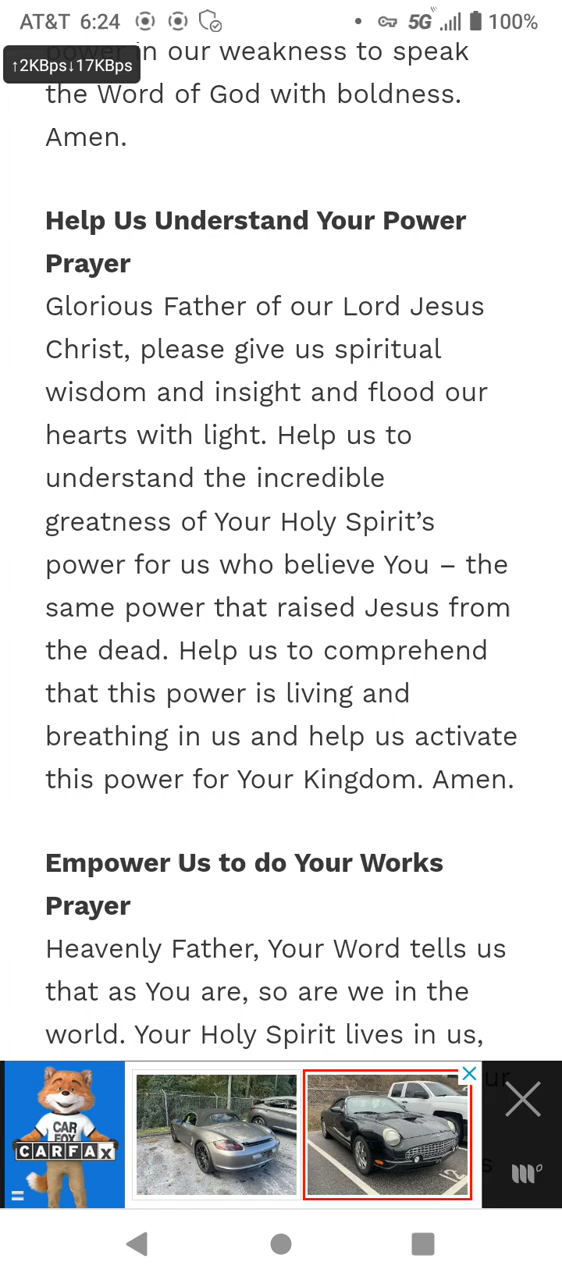 AT&T 6:24 5G 100%
power in our weakness to speak
↑2KBps↓17KBps
the Word of God with boldness.
Amen.
Help Us Understand Your Power
Prayer
Glorious Father of our Lord Jesus
Christ, please give us spiritual
wisdom and insight and flood our
hearts with light. Help us to
understand the incredible
greatness of Your Holy Spirit’s
power for us who believe You – the
same power that raised Jesus from
the dead. Help us to comprehend
that this power is living and
breathing in us and help us activate
this power for Your Kingdom. Amen.
Empower Us to do Your Works
Prayer
Heavenly Father, Your Word tells us
that as You are, so are we in the
world. Your Holy Spirit lives in us,
CAR
FOX
CARFAX
12